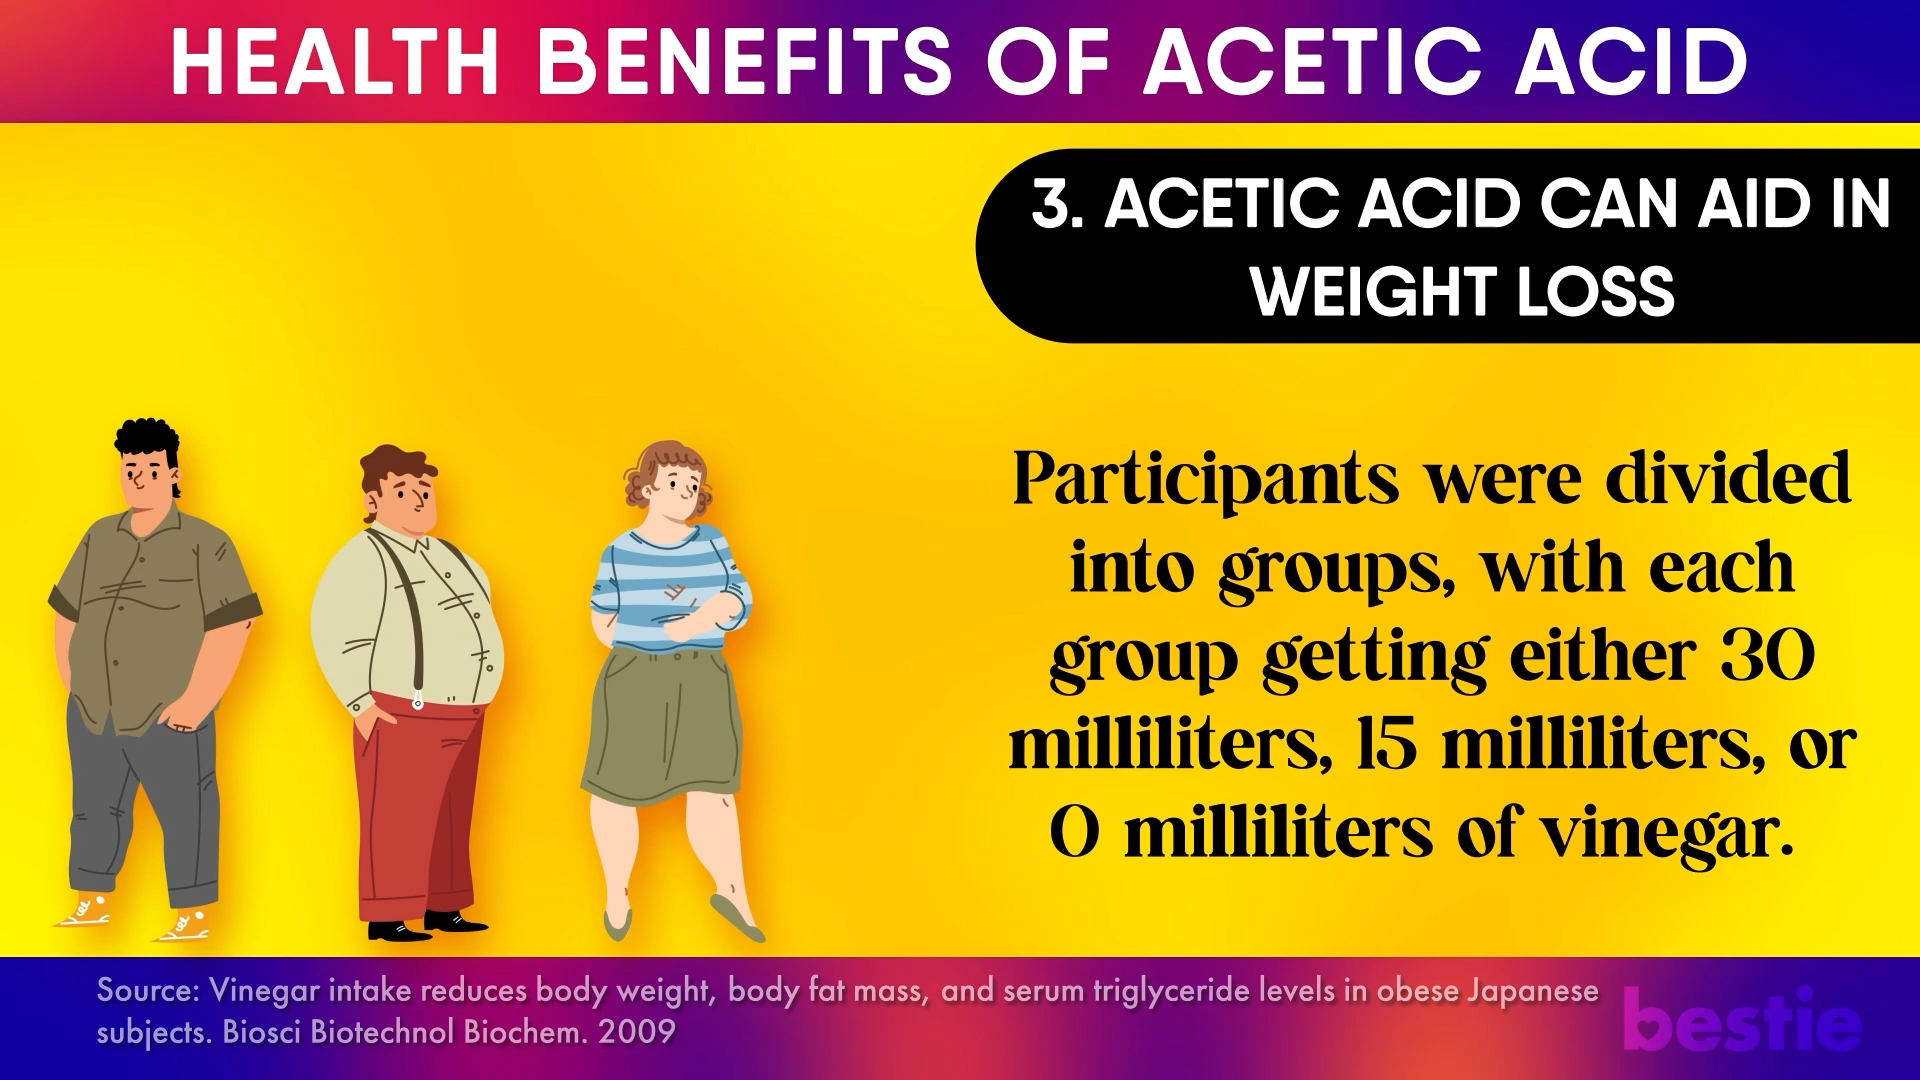 HEALTH BENEFITS OF ACETIC ACID
3. ACETIC ACID CAN AID IN
WEIGHT LOSS
Participants were divided
into groups, with each
group getting either 30
milliliters, 15 milliliters, or
0 milliliters of vinegar.
Source: Vinegar intake reduces body weight, body fat mass, and serum triglyceride levels in obese Japanese
subjects. Biosci Biotechnol Biochem. 2009
bestie